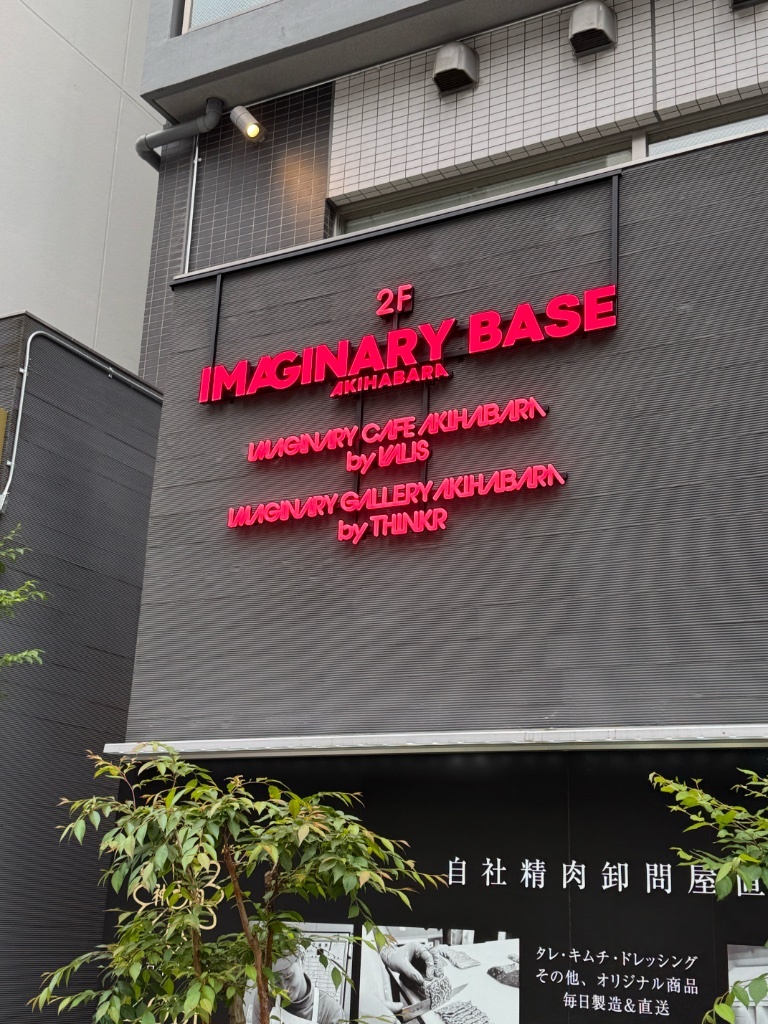 2F
IMAGINARY BASE
AKIHABARA
IMAGINARY CAFE AKIHABARA
by VALIS
IMAGINARY GALLERY AKIHABARA
by THINKR
自社精肉卸問屋直
タレ・キムチ・ドレッシング
その他、オリジナル商品
毎日製造&直送